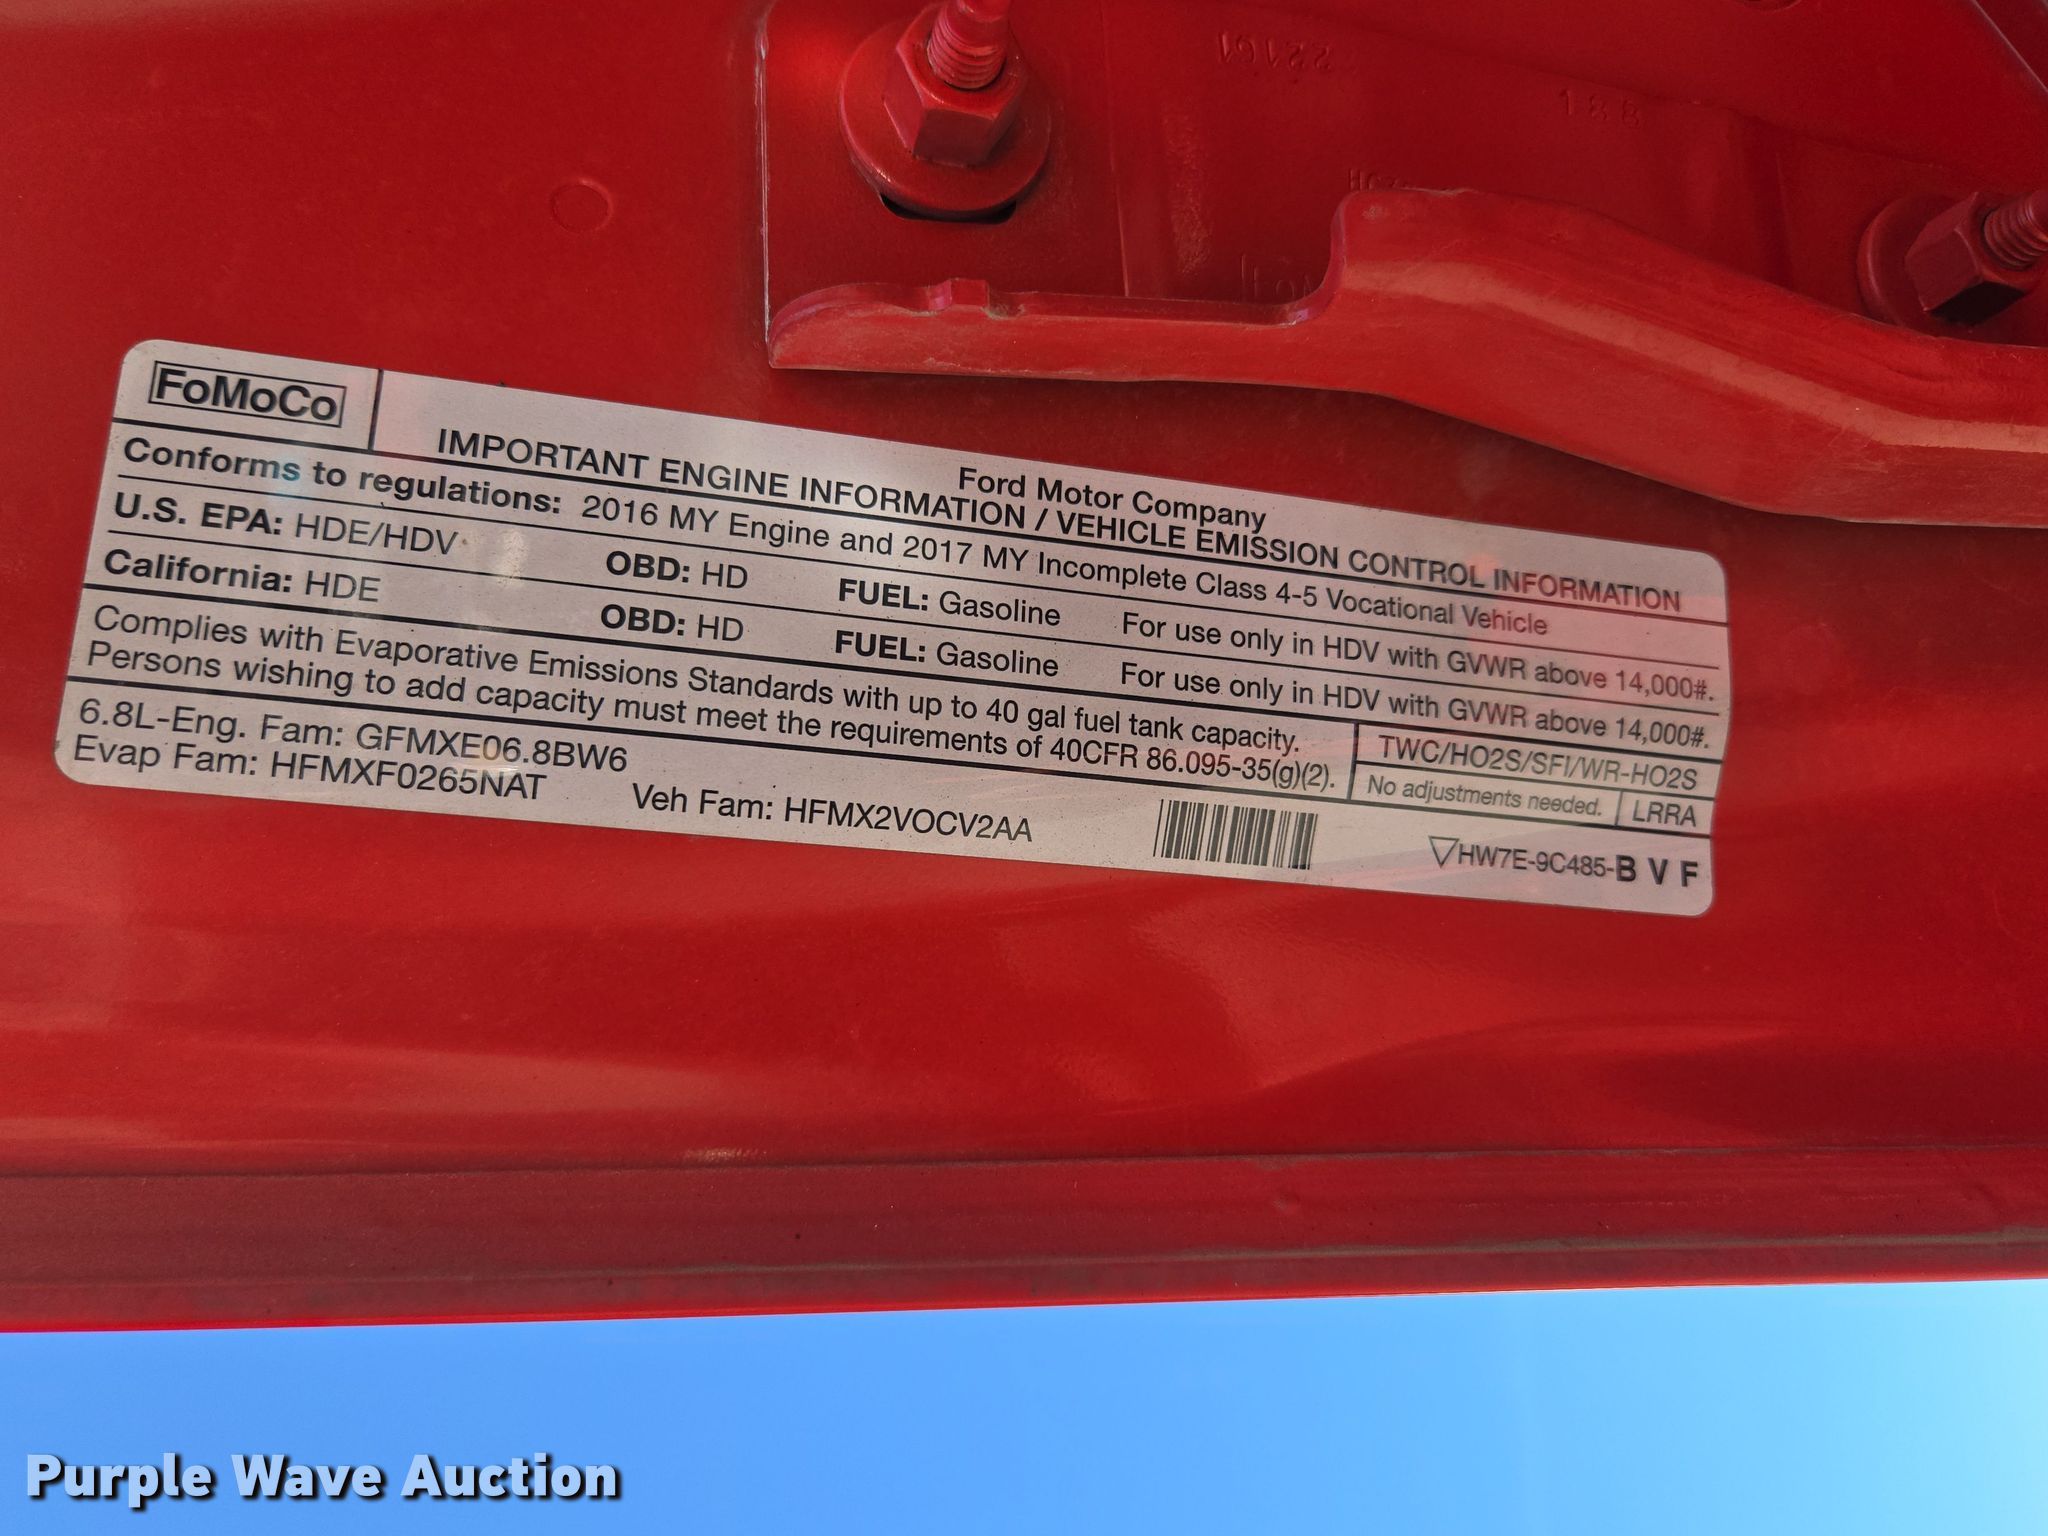 22161
188
FoMoCo
Ford Motor Company
IMPORTANT ENGINE INFORMATION / VEHICLE EMISSION CONTROL INFORMATION
Conforms to regulations: 2016 MY Engine and 2017 MY Incomplete Class 4-5 Vocational Vehicle
U.S. EPA: HDE/HDV OBD: HD FUEL: Gasoline For use only in HDV with GVWR above 14,000#.
California: HDE OBD: HD FUEL: Gasoline For use only in HDV with GVWR above 14,000#.
Complies with Evaporative Emissions Standards with up to 40 gal fuel tank capacity.
Persons wishing to add capacity must meet the requirements of 40CFR 86.095-35(g)(2).
TWC/HO2S/SFI/WR-HO2S
No adjustments needed. LRRA
6.8L-Eng. Fam: GFMXE06.8BW6
Evap Fam: HFMXF0265NAT Veh Fam: HFMX2VOCV2AA
HW7E-9C485-B V F
Purple Wave Auction